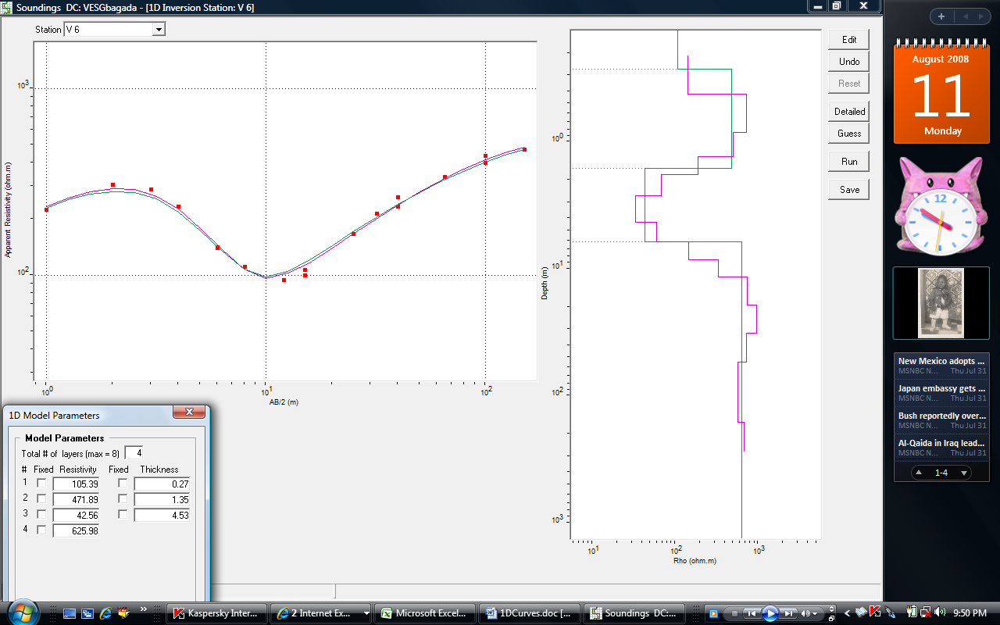 Soundings DC: VESGbagada - [1D Inversion Station: V 6]
Station V 6
Apparent Resistivity (ohm.m)
10^3
10^2
10^0 10^1 10^2
AB/2 (m)
Depth (m)
10^0
10^1
10^2
10^3
10^1 10^2 10^3
Rho (ohm.m)
Edit
Undo
Reset
Detailed
Guess
Run
Save
1D Model Parameters
Model Parameters
Total # of layers (max = 8) 4
# Fixed Resistivity Fixed Thickness
1 105.39 0.27
2 471.89 1.35
3 42.56 4.53
4 625.98
August 2008
11
Monday
12
New Mexico adopts ...
MSNBC N... Thu Jul 31
Japan embassy gets ...
MSNBC N... Thu Jul 31
Bush reportedly over...
MSNBC N... Thu Jul 31
Al-Qaida in Iraq lead...
MSNBC N... Thu Jul 31
1-4
Kaspersky Inter... 2 Internet Ex... Microsoft Excel... 1DCurves.doc [... Soundings DC:... 9:50 PM